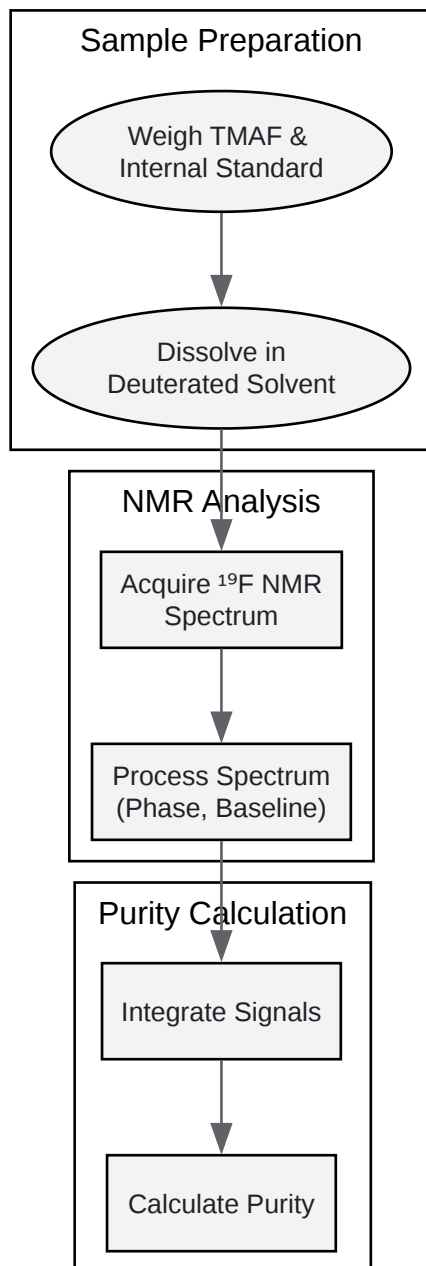 Sample Preparation
Weigh TMAF &
Internal Standard
Dissolve in
Deuterated Solvent
NMR Analysis
Acquire ¹⁹F NMR
Spectrum
Process Spectrum
(Phase, Baseline)
Purity Calculation
Integrate Signals
Calculate Purity